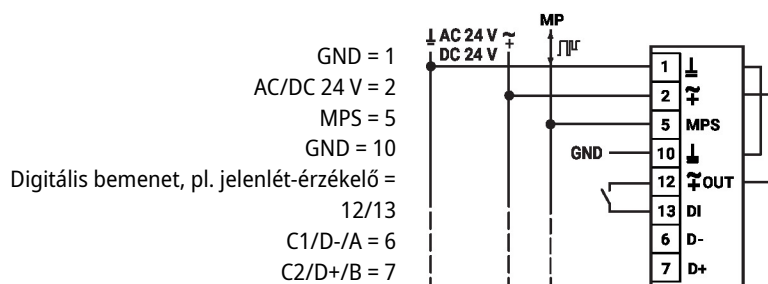 GND = 1
AC/DC 24 V = 2
MPS = 5
GND = 10
Digitális bemenet, pl. jelenlét-érzékelő =
12/13
C1/D-/A = 6
C2/D+/B = 7
MP
⊥ AC 24 V ~
DC 24 V +
1 ⊥
2 ~+
5 MPS
GND 10 ⊥
12 ~+ OUT
13 DI
6 D-
7 D+